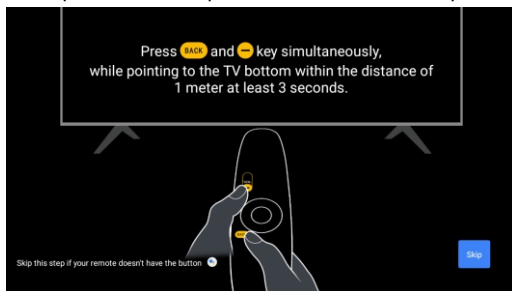 Press BACK and − key simultaneously,
while pointing to the TV bottom within the distance of
1 meter at least 3 seconds.
Skip this step if your remote doesn't have the button
Skip